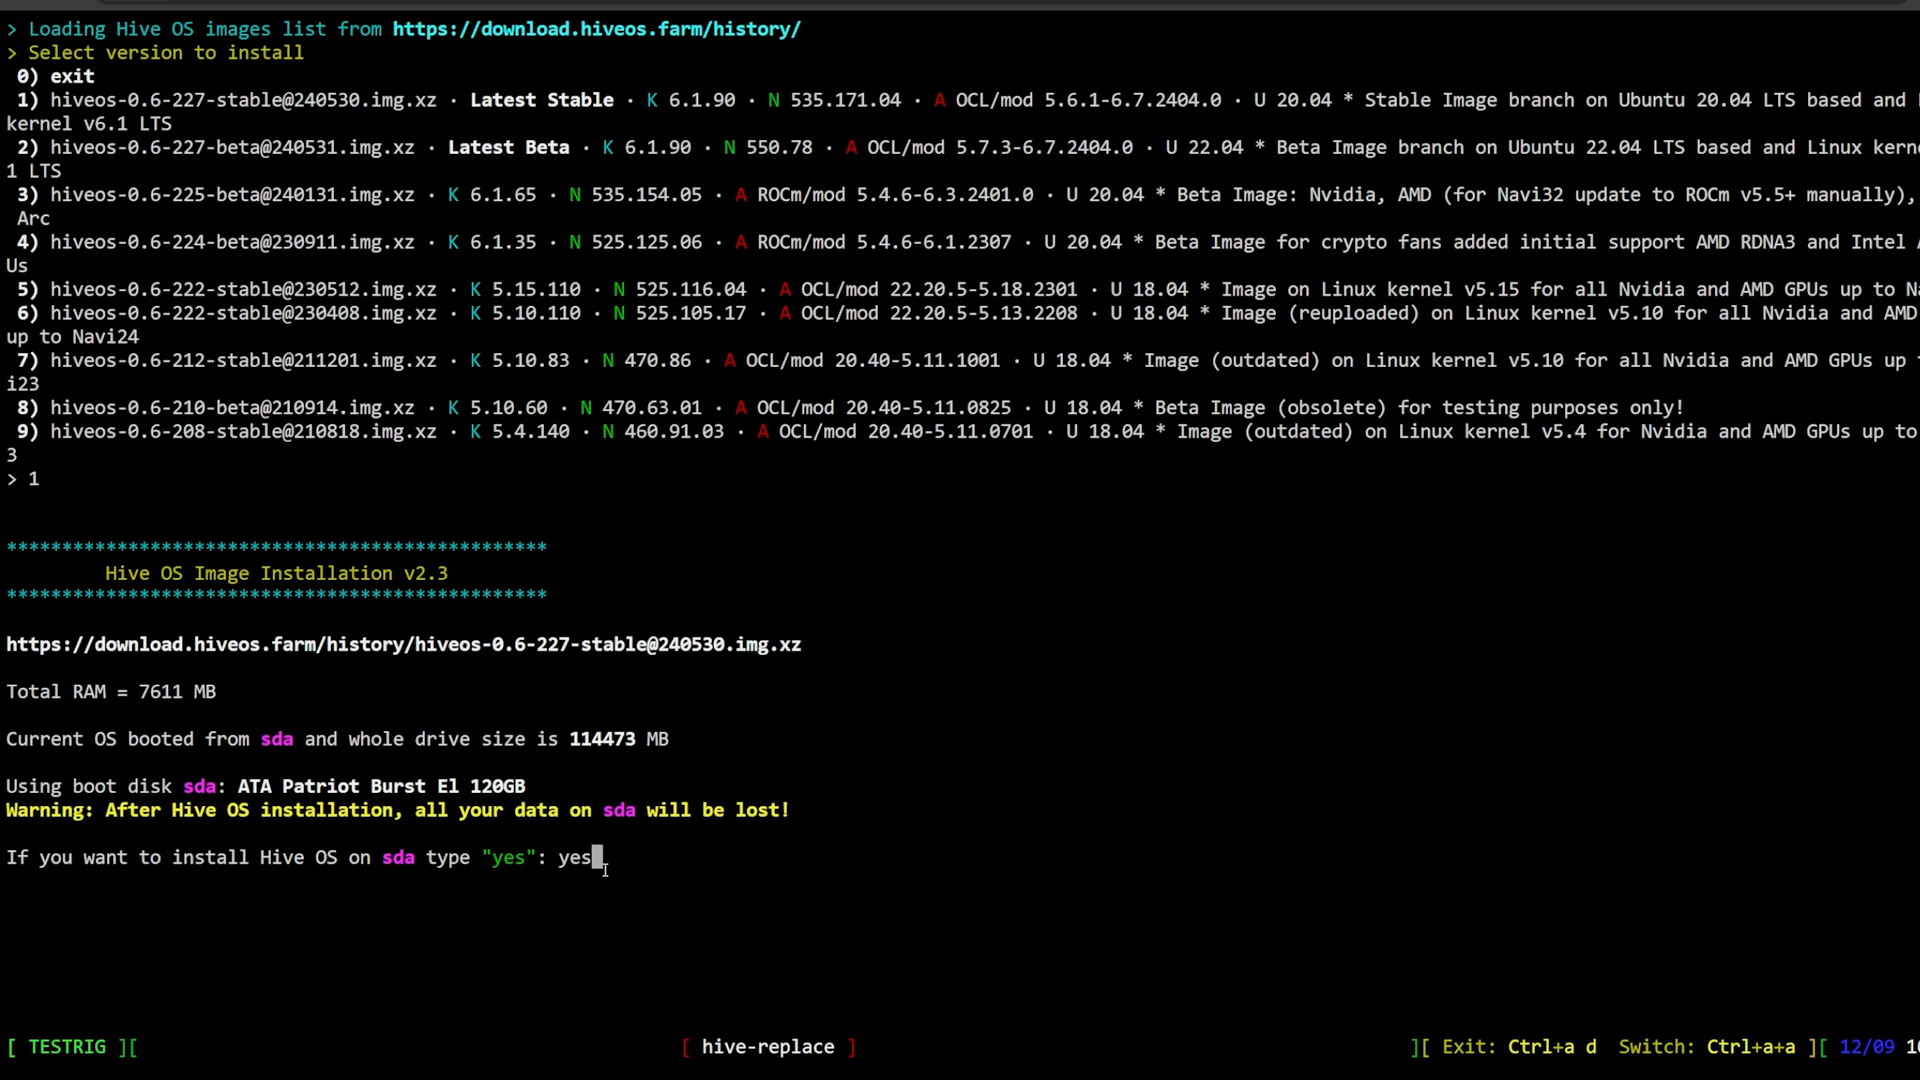 > Loading Hive OS images list from https://download.hiveos.farm/history/
> Select version to install
0) exit
1) hiveos-0.6-227-stable@240530.img.xz · Latest Stable · K 6.1.90 · N 535.171.04 · A OCL/mod 5.6.1-6.7.2404.0 · U 20.04 * Stable Image branch on Ubuntu 20.04 LTS based and
kernel v6.1 LTS
2) hiveos-0.6-227-beta@240531.img.xz · Latest Beta · K 6.1.90 · N 550.78 · A OCL/mod 5.7.3-6.7.2404.0 · U 22.04 * Beta Image branch on Ubuntu 22.04 LTS based and Linux kern
1 LTS
3) hiveos-0.6-225-beta@240131.img.xz · K 6.1.65 · N 535.154.05 · A ROCm/mod 5.4.6-6.3.2401.0 · U 20.04 * Beta Image: Nvidia, AMD (for Navi32 update to ROCm v5.5+ manually),
Arc
4) hiveos-0.6-224-beta@230911.img.xz · K 6.1.35 · N 525.125.06 · A ROCm/mod 5.4.6-6.1.2307 · U 20.04 * Beta Image for crypto fans added initial support AMD RDNA3 and Intel
Us
5) hiveos-0.6-222-stable@230512.img.xz · K 5.15.110 · N 525.116.04 · A OCL/mod 22.20.5-5.18.2301 · U 18.04 * Image on Linux kernel v5.15 for all Nvidia and AMD GPUs up to
6) hiveos-0.6-222-stable@230408.img.xz · K 5.10.110 · N 525.105.17 · A OCL/mod 22.20.5-5.13.2208 · U 18.04 * Image (reuploaded) on Linux kernel v5.10 for all Nvidia and AMD
up to Navi24
7) hiveos-0.6-212-stable@211201.img.xz · K 5.10.83 · N 470.86 · A OCL/mod 20.40-5.11.1001 · U 18.04 * Image (outdated) on Linux kernel v5.10 for all Nvidia and AMD GPUs up
i23
8) hiveos-0.6-210-beta@210914.img.xz · K 5.10.60 · N 470.63.01 · A OCL/mod 20.40-5.11.0825 · U 18.04 * Beta Image (obsolete) for testing purposes only!
9) hiveos-0.6-208-stable@210818.img.xz · K 5.4.140 · N 460.91.03 · A OCL/mod 20.40-5.11.0701 · U 18.04 * Image (outdated) on Linux kernel v5.4 for Nvidia and AMD GPUs up to
3
> 1
*************************************************
Hive OS Image Installation v2.3
*************************************************
https://download.hiveos.farm/history/hiveos-0.6-227-stable@240530.img.xz
Total RAM = 7611 MB
Current OS booted from sda and whole drive size is 114473 MB
Using boot disk sda: ATA Patriot Burst El 120GB
Warning: After Hive OS installation, all your data on sda will be lost!
If you want to install Hive OS on sda type "yes": yes
[ TESTRIG ][ [ hive-replace ] ][ Exit: Ctrl+a d Switch: Ctrl+a+a ][ 12/09